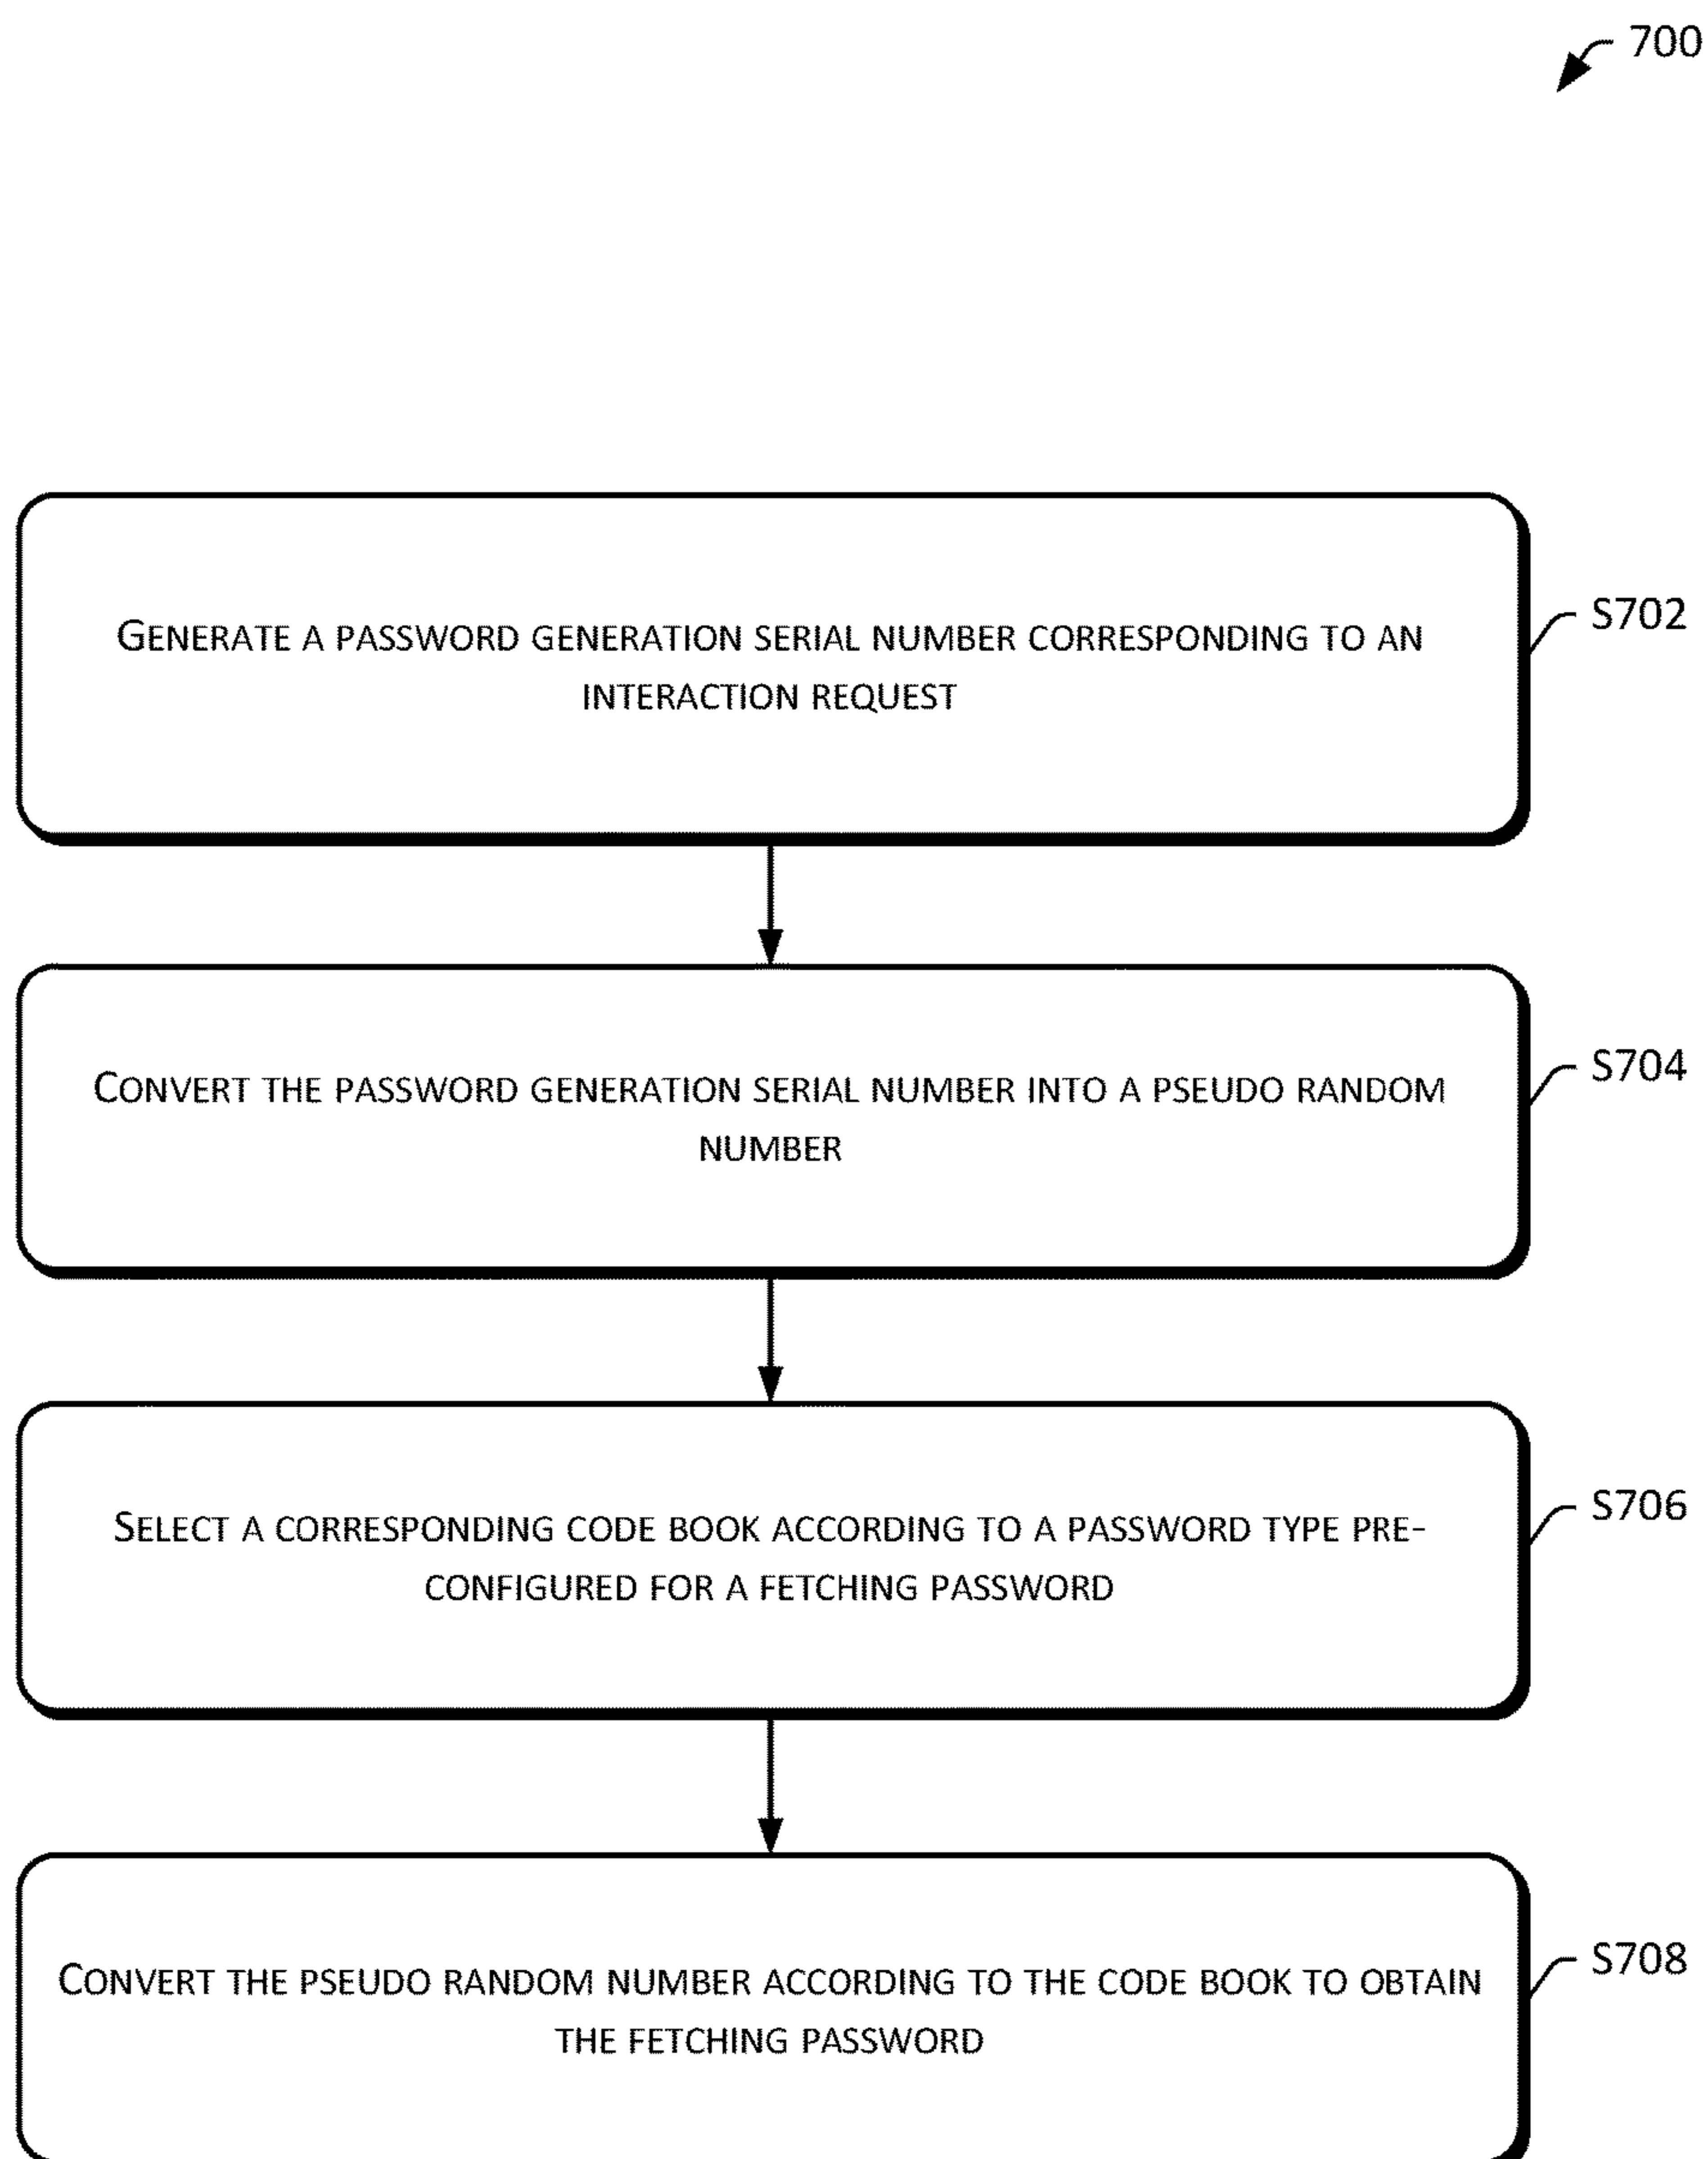 700
GENERATE A PASSWORD GENERATION SERIAL NUMBER CORRESPONDING TO AN
INTERACTION REQUEST
S702
CONVERT THE PASSWORD GENERATION SERIAL NUMBER INTO A PSEUDO RANDOM
NUMBER
S704
SELECT A CORRESPONDING CODE BOOK ACCORDING TO A PASSWORD TYPE PRE-
CONFIGURED FOR A FETCHING PASSWORD
S706
CONVERT THE PSEUDO RANDOM NUMBER ACCORDING TO THE CODE BOOK TO OBTAIN
THE FETCHING PASSWORD
S708